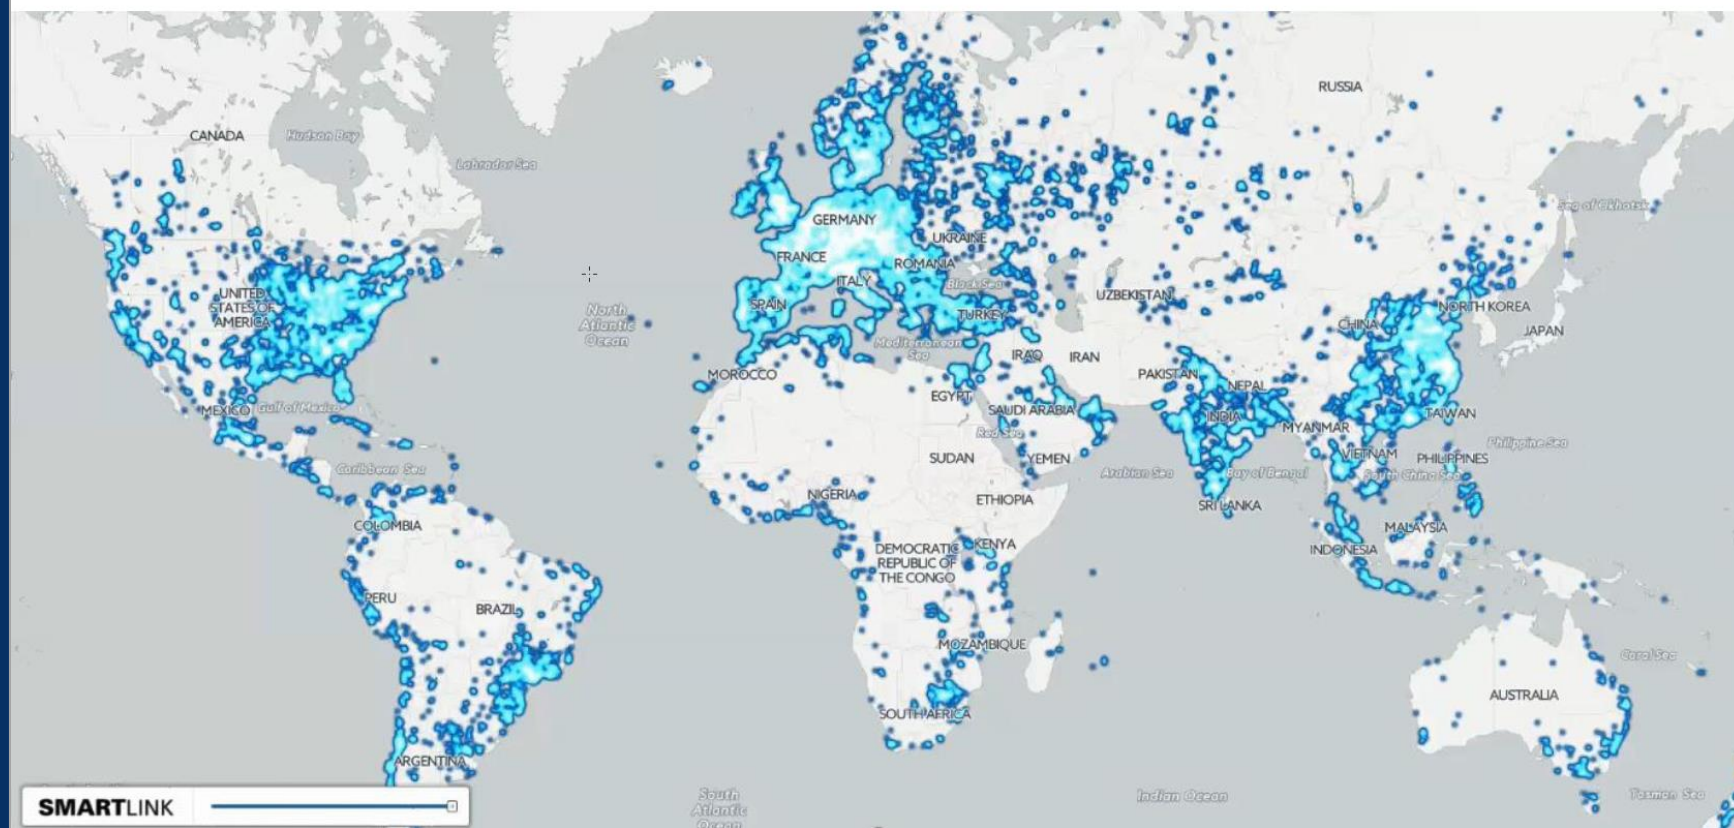 RUSSIA
CANADA
Hudson Bay
Labrador Sea
Sea of Okhotsk
GERMANY
UKRAINE
FRANCE
ROMANIA
ITALY
Black Sea
UNITED
STATES OF
AMERICA
SPAIN
UZBEKISTAN
TURKEY
NORTH KOREA
North
Atlantic
Ocean
CHINA
JAPAN
Mediterranean
Sea
IRAQ
IRAN
MOROCCO
PAKISTAN
NEPAL
EGYPT
MEXICO
Gulf of Mexico
SAUDI ARABIA
INDIA
TAIWAN
MYANMAR
Red Sea
Philippine Sea
Caribbean Sea
SUDAN
YEMEN
Arabian Sea
Bay of Bengal
VIETNAM
PHILIPPINES
South China Sea
NIGERIA
ETHIOPIA
SRI LANKA
COLOMBIA
MALAYSIA
DEMOCRATIC
REPUBLIC OF
THE CONGO
KENYA
INDONESIA
PERU
BRAZIL
MOZAMBIQUE
Coral Sea
AUSTRALIA
SOUTH AFRICA
ARGENTINA
South
Atlantic
Ocean
Indian Ocean
Tasman Sea
SMARTLINK